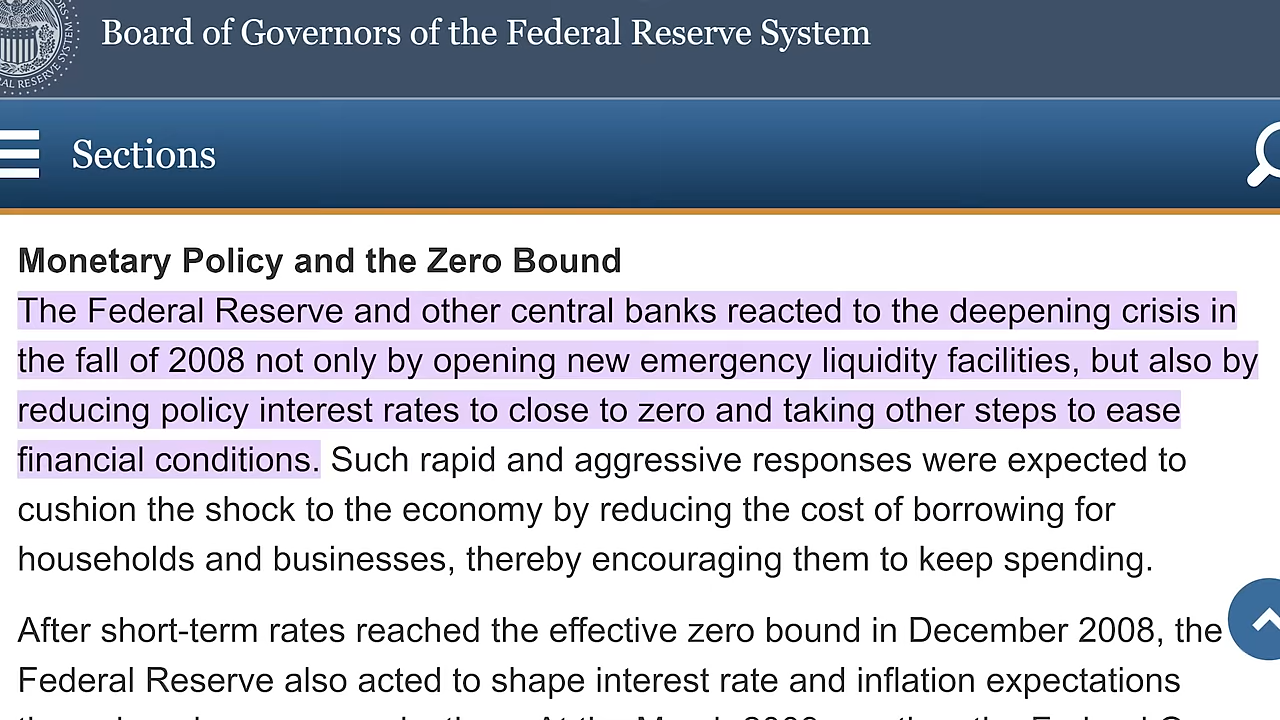 Board of Governors of the Federal Reserve System
Sections
Monetary Policy and the Zero Bound
The Federal Reserve and other central banks reacted to the deepening crisis in
the fall of 2008 not only by opening new emergency liquidity facilities, but also by
reducing policy interest rates to close to zero and taking other steps to ease
financial conditions. Such rapid and aggressive responses were expected to
cushion the shock to the economy by reducing the cost of borrowing for
households and businesses, thereby encouraging them to keep spending.
After short-term rates reached the effective zero bound in December 2008, the
Federal Reserve also acted to shape interest rate and inflation expectations